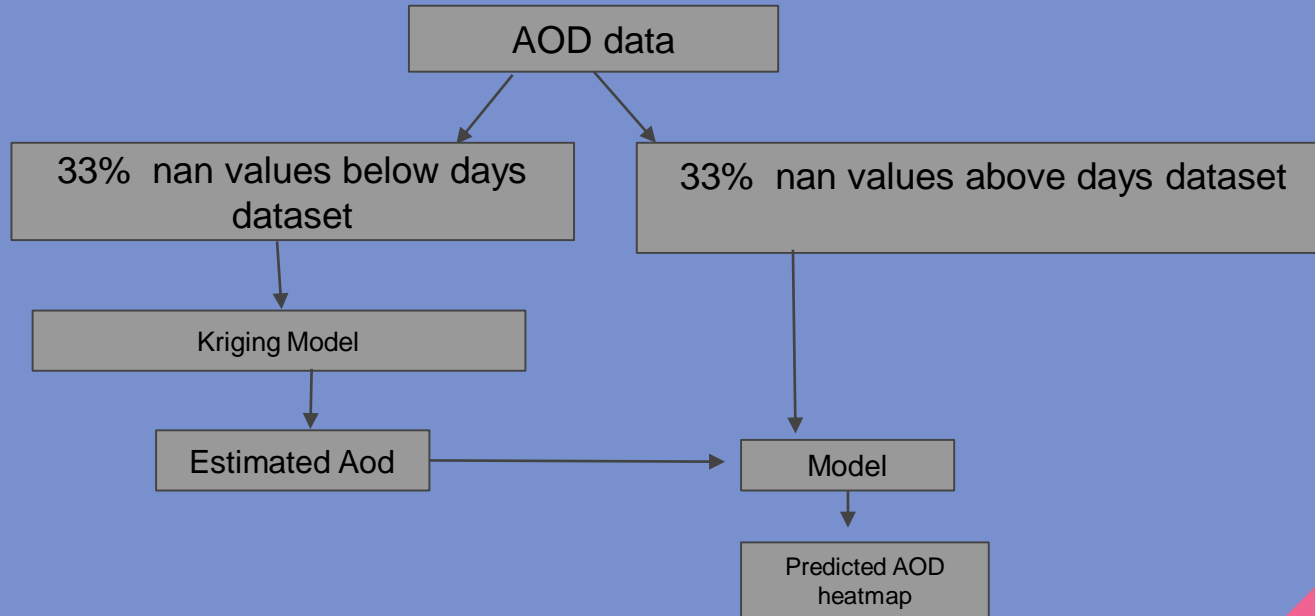 AOD data
33% nan values below days
dataset
33% nan values above days dataset
Kriging Model
Estimated Aod
Model
Predicted AOD
heatmap